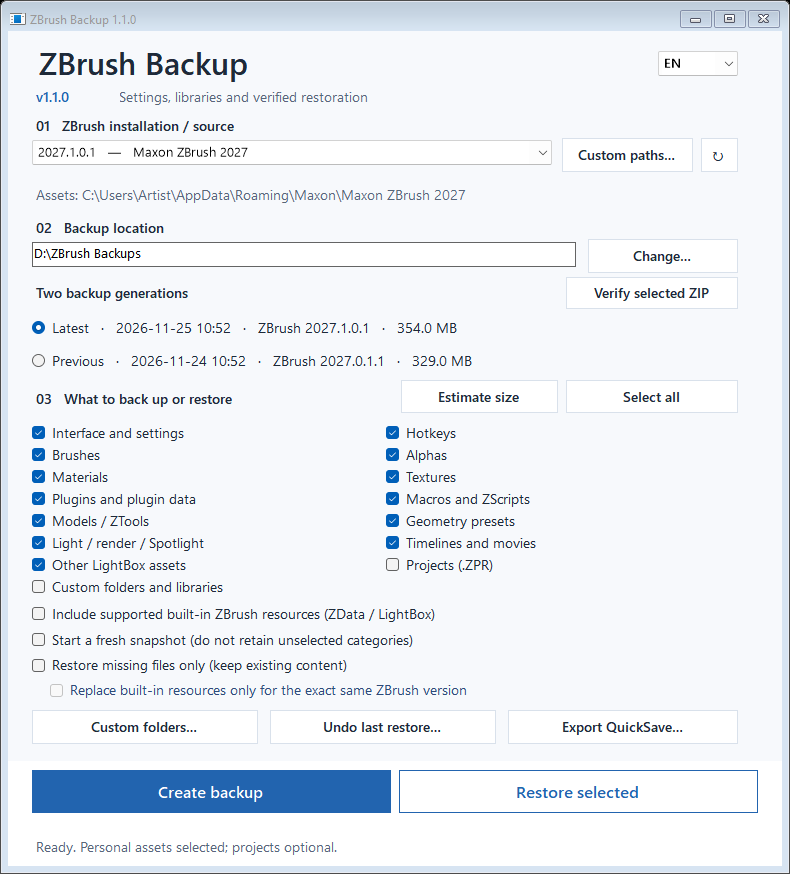 ZBrush Backup 1.1.0
ZBrush Backup
EN
v1.1.0 Settings, libraries and verified restoration
01 ZBrush installation / source
2027.1.0.1 — Maxon ZBrush 2027
Custom paths...
↻
Assets: C:\Users\Artist\AppData\Roaming\Maxon\Maxon ZBrush 2027
02 Backup location
D:\ZBrush Backups
Change...
Two backup generations
Verify selected ZIP
Latest · 2026-11-25 10:52 · ZBrush 2027.1.0.1 · 354.0 MB
Previous · 2026-11-24 10:52 · ZBrush 2027.0.1.1 · 329.0 MB
03 What to back up or restore
Estimate size
Select all
Interface and settings
Hotkeys
Brushes
Alphas
Materials
Textures
Plugins and plugin data
Macros and ZScripts
Models / ZTools
Geometry presets
Light / render / Spotlight
Timelines and movies
Other LightBox assets
Projects (.ZPR)
Custom folders and libraries
Include supported built-in ZBrush resources (ZData / LightBox)
Start a fresh snapshot (do not retain unselected categories)
Restore missing files only (keep existing content)
Replace built-in resources only for the exact same ZBrush version
Custom folders...
Undo last restore...
Export QuickSave...
Create backup
Restore selected
Ready. Personal assets selected; projects optional.